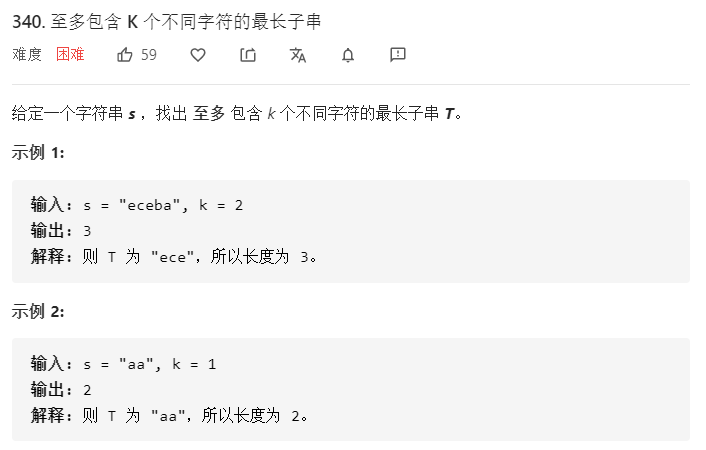 340. 至多包含 K 个不同字符的最长子串
难度 困难 59
给定一个字符串 s ，找出 至多 包含 k 个不同字符的最长子串 T。
示例 1:
输入: s = "eceba", k = 2
输出: 3
解释: 则 T 为 "ece"，所以长度为 3。
示例 2:
输入: s = "aa", k = 1
输出: 2
解释: 则 T 为 "aa"，所以长度为 2。